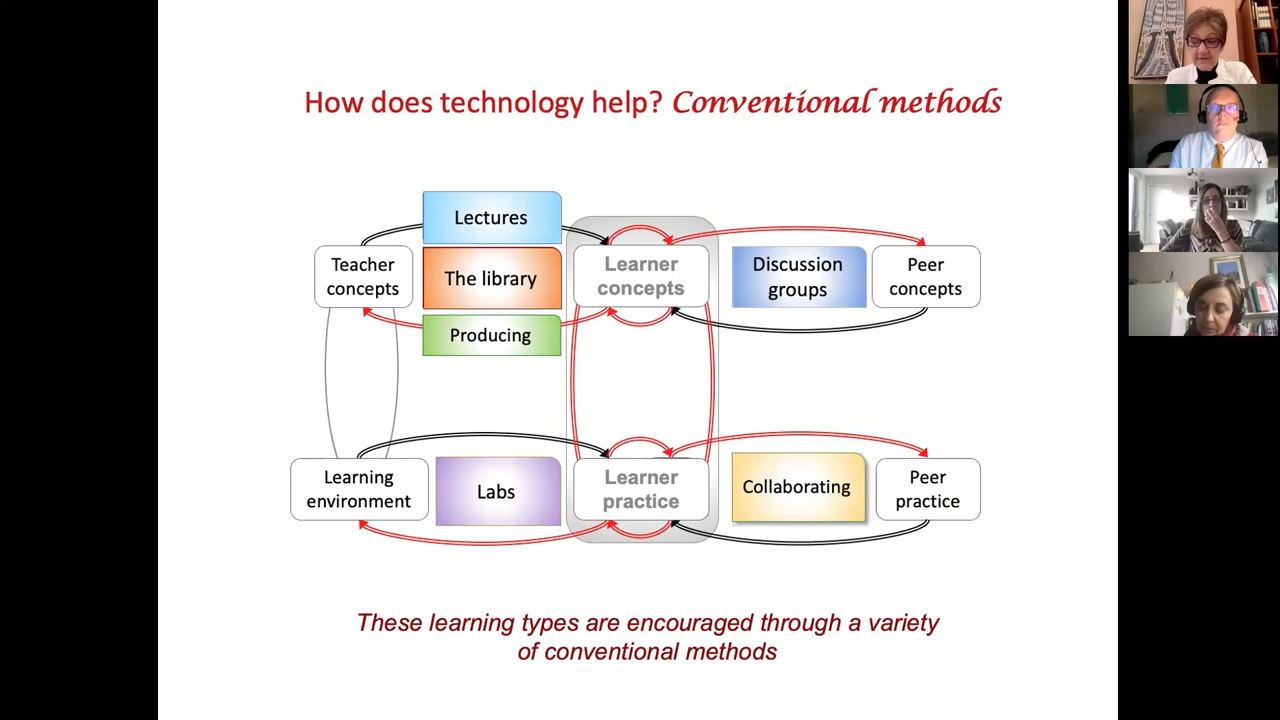 How does technology help? Conventional methods
Lectures
Teacher
concepts
The library
Learner
concepts
Discussion
groups
Peer
concepts
Producing
Learning
environment
Labs
Learner
practice
Collaborating
Peer
practice
These learning types are encouraged through a variety
of conventional methods